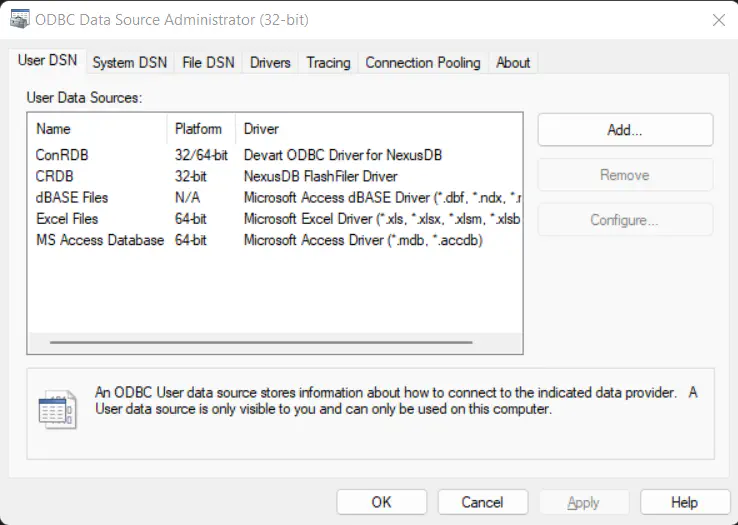 ODBC Data Source Administrator (32-bit)
User DSN System DSN File DSN Drivers Tracing Connection Pooling About
User Data Sources:
Name Platform Driver
ConRDB 32/64-bit Devart ODBC Driver for NexusDB
CRDB 32-bit NexusDB FlashFiler Driver
dBASE Files N/A Microsoft Access dBASE Driver (*.dbf, *.ndx, *.
Excel Files 64-bit Microsoft Excel Driver (*.xls, *.xlsx, *.xlsm, *.xlsb
MS Access Database 64-bit Microsoft Access Driver (*.mdb, *.accdb)
Add...
Remove
Configure...
An ODBC User data source stores information about how to connect to the indicated data provider. A
User data source is only visible to you and can only be used on this computer.
OK Cancel Apply Help